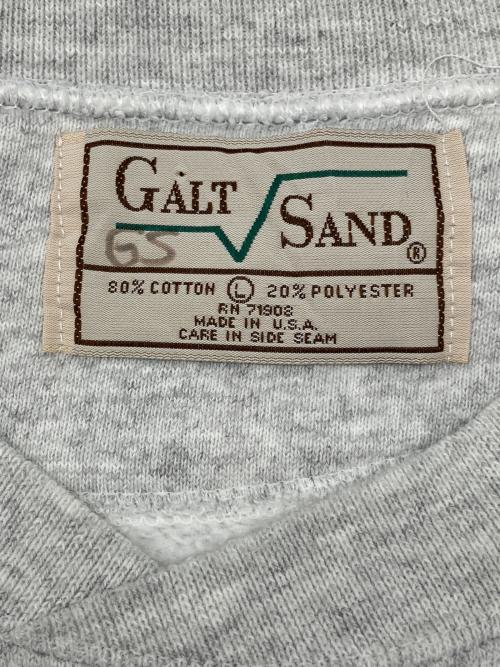 GALT
SAND®
GS
80% COTTON L 20% POLYESTER
RN 71908
MADE IN U.S.A.
CARE IN SIDE SEAM